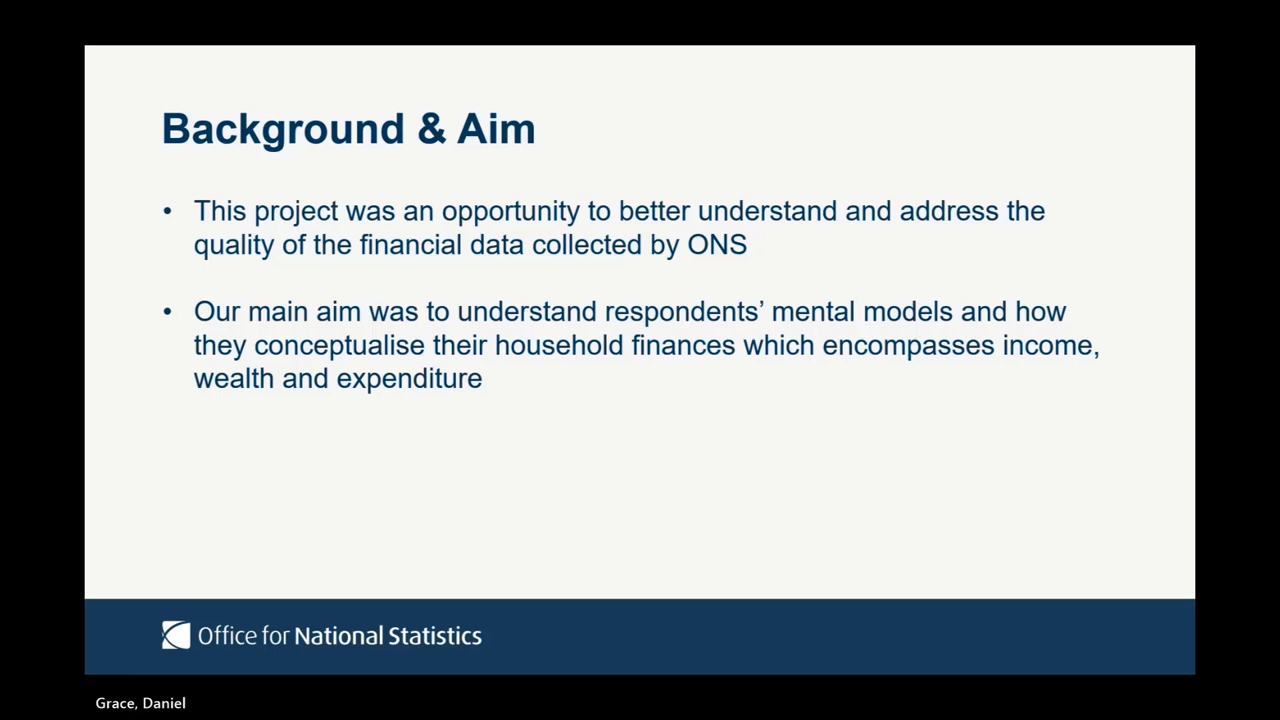 Background & Aim
• This project was an opportunity to better understand and address the
quality of the financial data collected by ONS
• Our main aim was to understand respondents’ mental models and how
they conceptualise their household finances which encompasses income,
wealth and expenditure
Office for National Statistics
Grace, Daniel